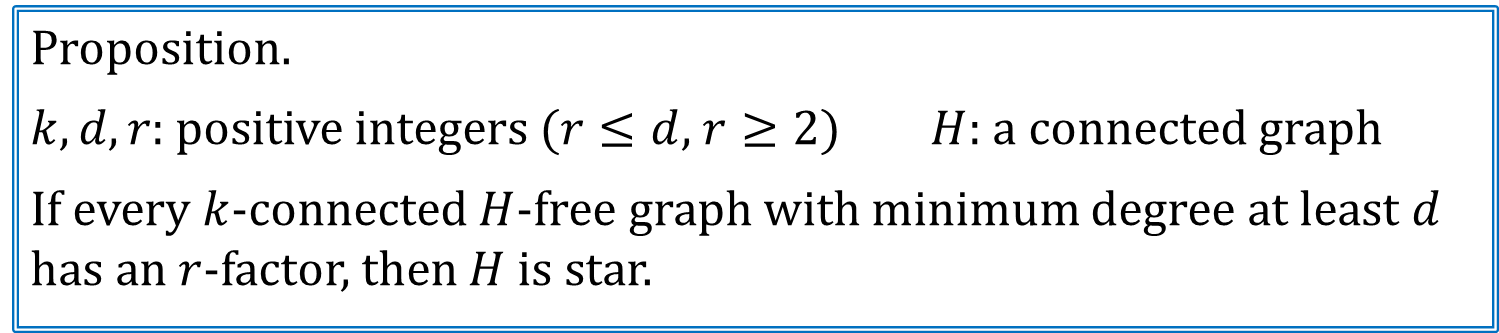 Proposition.
k, d, r: positive integers (r ≤ d, r ≥ 2) H: a connected graph
If every k-connected H-free graph with minimum degree at least d
has an r-factor, then H is star.